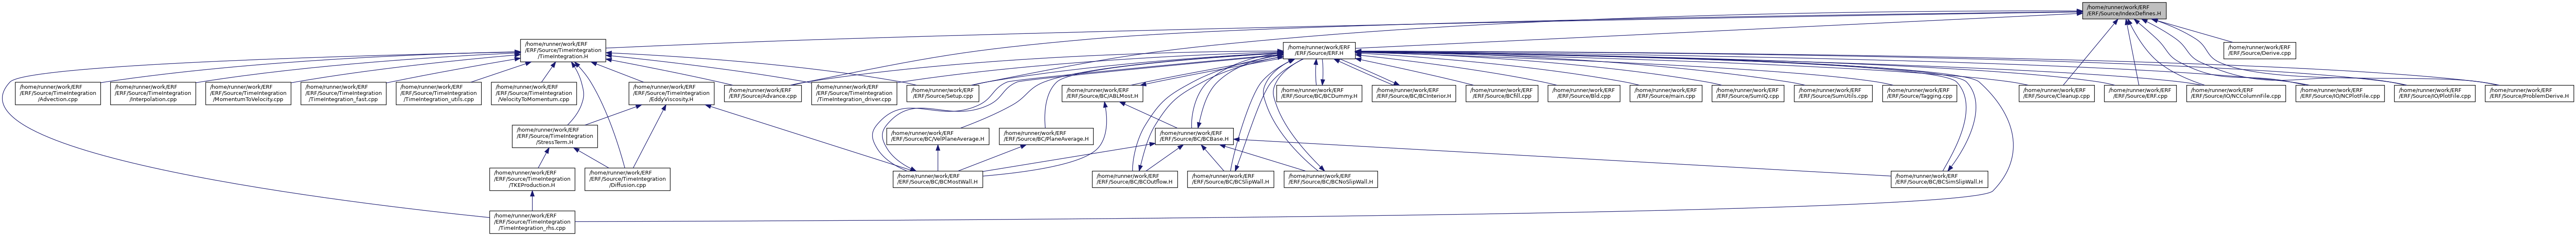 /home/runner/work/ERF
/ERF/Source/IndexDefines.H
/home/runner/work/ERF
/ERF/Source/TimeIntegration
/TimeIntegration.H
/home/runner/work/ERF
/ERF/Source/ERF.H
/home/runner/work/ERF
/ERF/Source/Derive.cpp
/home/runner/work/ERF
/ERF/Source/TimeIntegration
/Advection.cpp
/home/runner/work/ERF
/ERF/Source/TimeIntegration
/Interpolation.cpp
/home/runner/work/ERF
/ERF/Source/TimeIntegration
/MomentumToVelocity.cpp
/home/runner/work/ERF
/ERF/Source/TimeIntegration
/TimeIntegration_fast.cpp
/home/runner/work/ERF
/ERF/Source/TimeIntegration
/TimeIntegration_utils.cpp
/home/runner/work/ERF
/ERF/Source/TimeIntegration
/VelocityToMomentum.cpp
/home/runner/work/ERF
/ERF/Source/TimeIntegration
/EddyViscosity.H
/home/runner/work/ERF
/ERF/Source/Advance.cpp
/home/runner/work/ERF
/ERF/Source/TimeIntegration
/TimeIntegration_driver.cpp
/home/runner/work/ERF
/ERF/Source/Setup.cpp
/home/runner/work/ERF
/ERF/Source/BC/ABLMost.H
/home/runner/work/ERF
/ERF/Source/BC/BCDummy.H
/home/runner/work/ERF
/ERF/Source/BC/BCInterior.H
/home/runner/work/ERF
/ERF/Source/BCfill.cpp
/home/runner/work/ERF
/ERF/Source/Bld.cpp
/home/runner/work/ERF
/ERF/Source/main.cpp
/home/runner/work/ERF
/ERF/Source/SumIQ.cpp
/home/runner/work/ERF
/ERF/Source/SumUtils.cpp
/home/runner/work/ERF
/ERF/Source/Tagging.cpp
/home/runner/work/ERF
/ERF/Source/Cleanup.cpp
/home/runner/work/ERF
/ERF/Source/ERF.cpp
/home/runner/work/ERF
/ERF/Source/IO/NCColumnFile.cpp
/home/runner/work/ERF
/ERF/Source/IO/NCPlotFile.cpp
/home/runner/work/ERF
/ERF/Source/IO/PlotFile.cpp
/home/runner/work/ERF
/ERF/Source/ProblemDerive.H
/home/runner/work/ERF
/ERF/Source/TimeIntegration
/StressTerm.H
/home/runner/work/ERF
/ERF/Source/BC/VelPlaneAverage.H
/home/runner/work/ERF
/ERF/Source/BC/PlaneAverage.H
/home/runner/work/ERF
/ERF/Source/BC/BCBase.H
/home/runner/work/ERF
/ERF/Source/TimeIntegration
/TKEProduction.H
/home/runner/work/ERF
/ERF/Source/TimeIntegration
/Diffusion.cpp
/home/runner/work/ERF
/ERF/Source/BC/BCMostWall.H
/home/runner/work/ERF
/ERF/Source/BC/BCOutflow.H
/home/runner/work/ERF
/ERF/Source/BC/BCSlipWall.H
/home/runner/work/ERF
/ERF/Source/BC/BCNoSlipWall.H
/home/runner/work/ERF
/ERF/Source/BC/BCSimSlipWall.H
/home/runner/work/ERF
/ERF/Source/TimeIntegration
/TimeIntegration_rhs.cpp